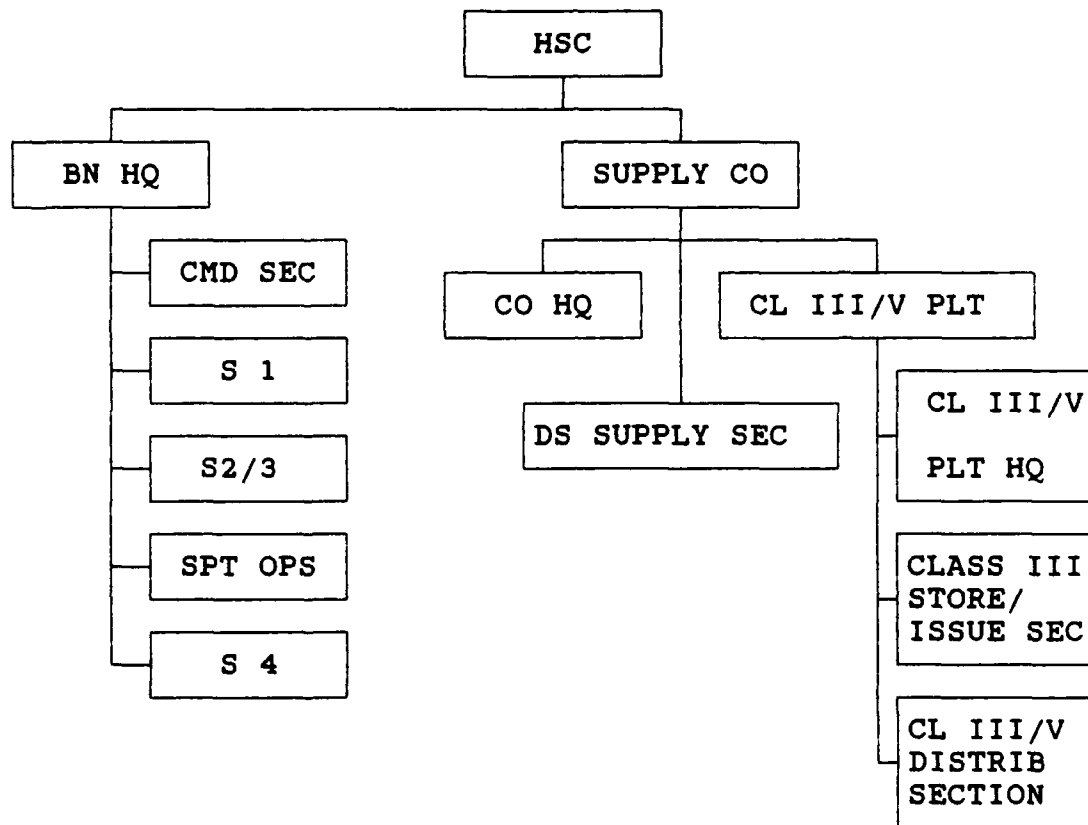 HSC
BN HQ
SUPPLY CO
CMD SEC
CO HQ
CL III/V PLT
S 1
CL III/V
PLT HQ
DS SUPPLY SEC
S2/3
SPT OPS
CLASS III
STORE/
ISSUE SEC
S 4
CL III/V
DISTRIB
SECTION